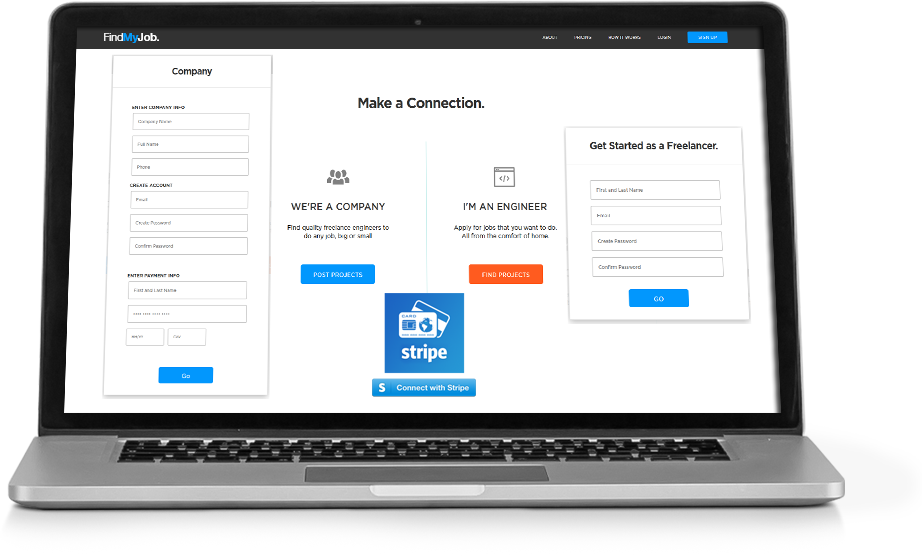 FindMyJob.
ABOUT
PRICING
HOW IT WORKS
LOGIN
SIGN UP
Company
ENTER COMPANY INFO
Company Name
Full Name
Phone
CREATE ACCOUNT
Email
Create Password
Confirm Password
ENTER PAYMENT INFO
First and Last Name
Go
Make a Connection.
WE'RE A COMPANY
Find quality freelance engineers to
do any job, big or small
POST PROJECTS
I'M AN ENGINEER
Apply for jobs that you want to do.
All from the comfort of home.
FIND PROJECTS
CARD
stripe
S Connect with Stripe
Get Started as a Freelancer.
First and Last Name
Email
Create Password
Confirm Password
GO